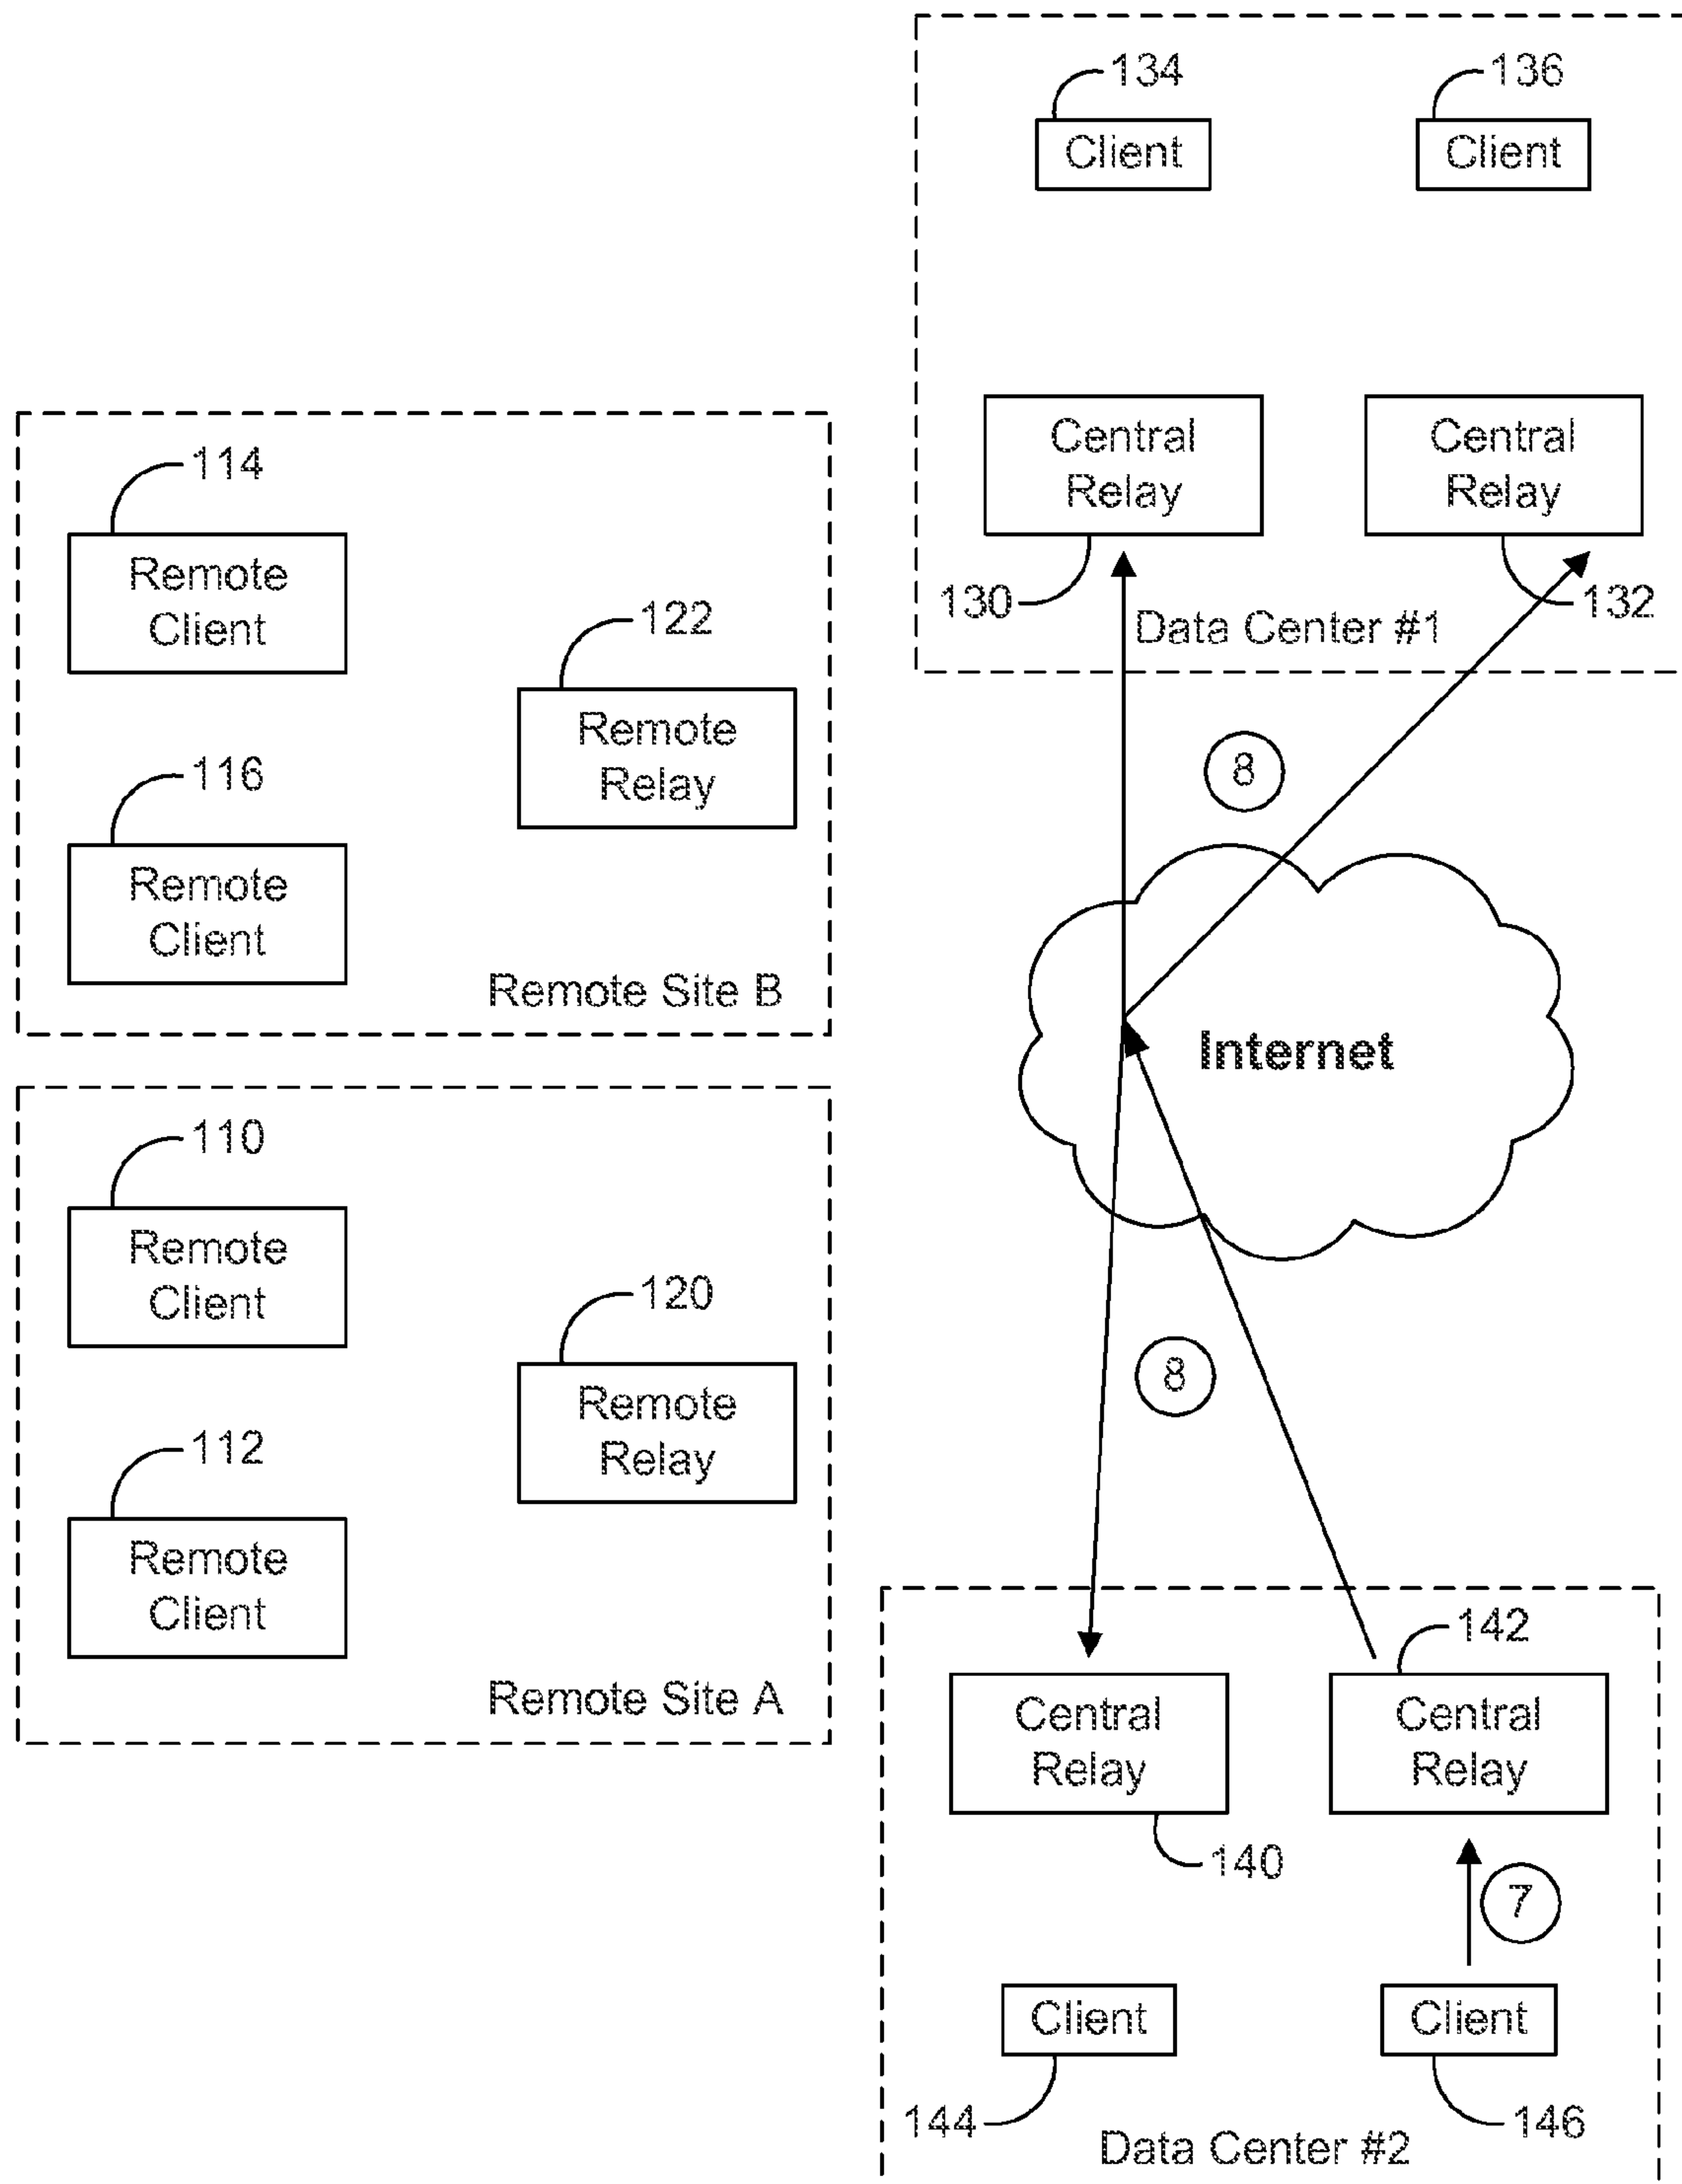 134
136
Client
Client
Central
Relay
Central
Relay
130
132
Data Center #1
114
Remote
Client
122
Remote
Relay
116
Remote
Client
Remote Site B
8
Internet
110
Remote
Client
120
Remote
Relay
112
Remote
Client
Remote Site A
8
142
Central
Relay
Central
Relay
140
7
Client
Client
144
146
Data Center #2